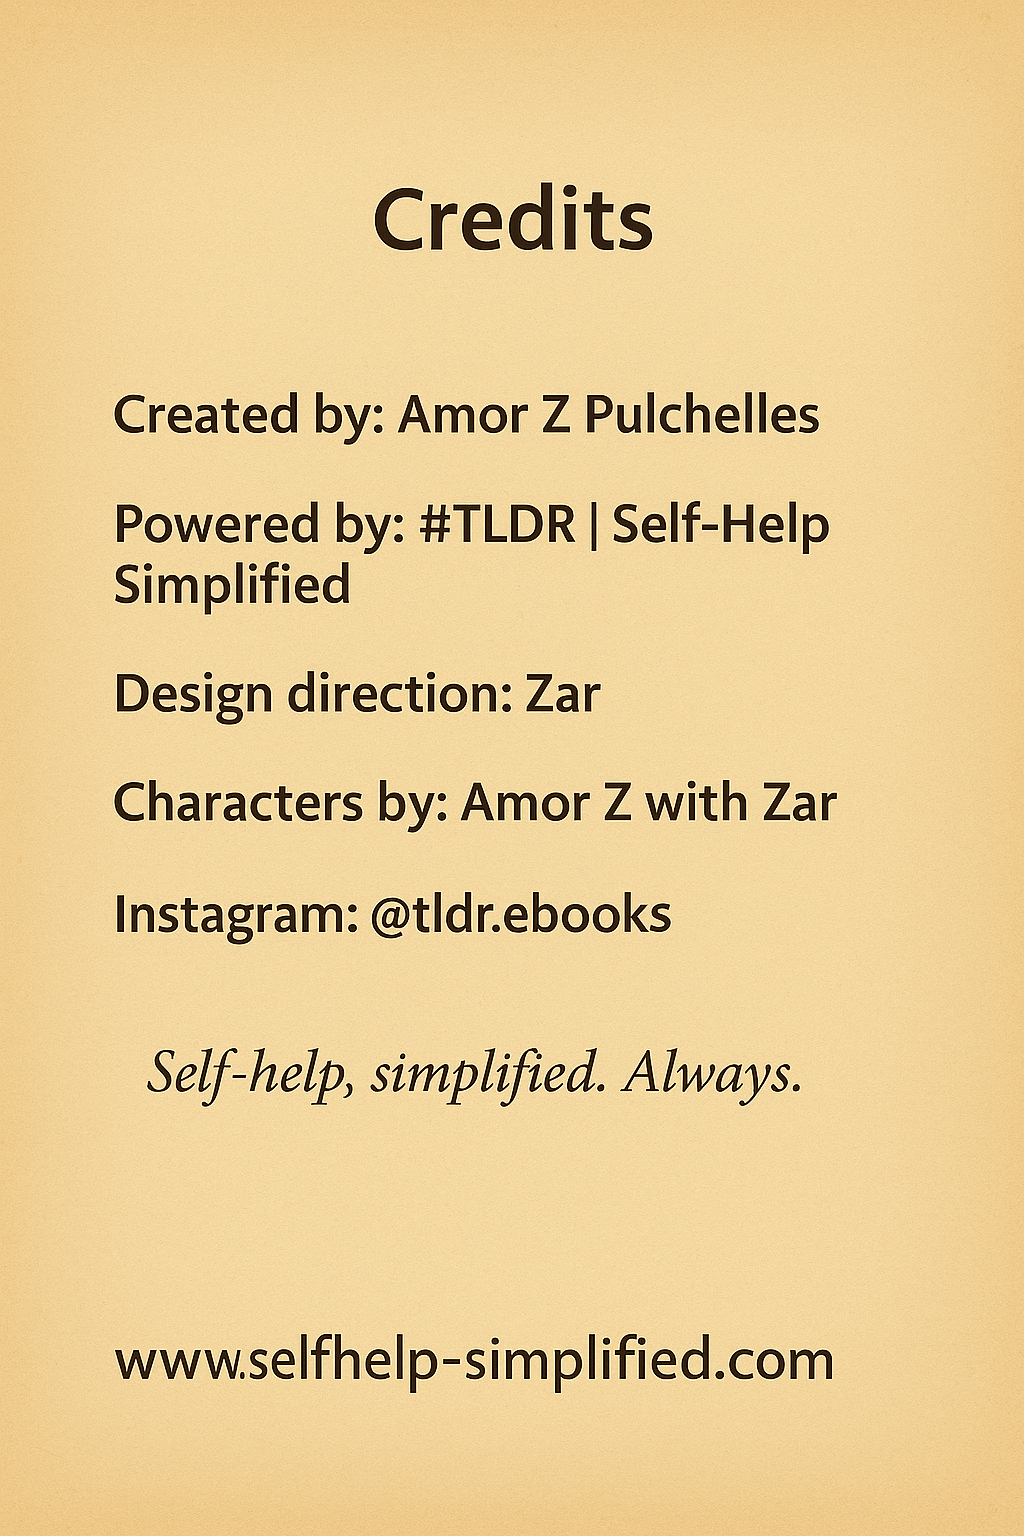 Credits
Created by: Amor Z Pulchelles
Powered by: #TLDR | Self-Help
Simplified
Design direction: Zar
Characters by: Amor Z with Zar
Instagram: @tldr.ebooks
Self-help, simplified. Always.
www.selfhelp-simplified.com